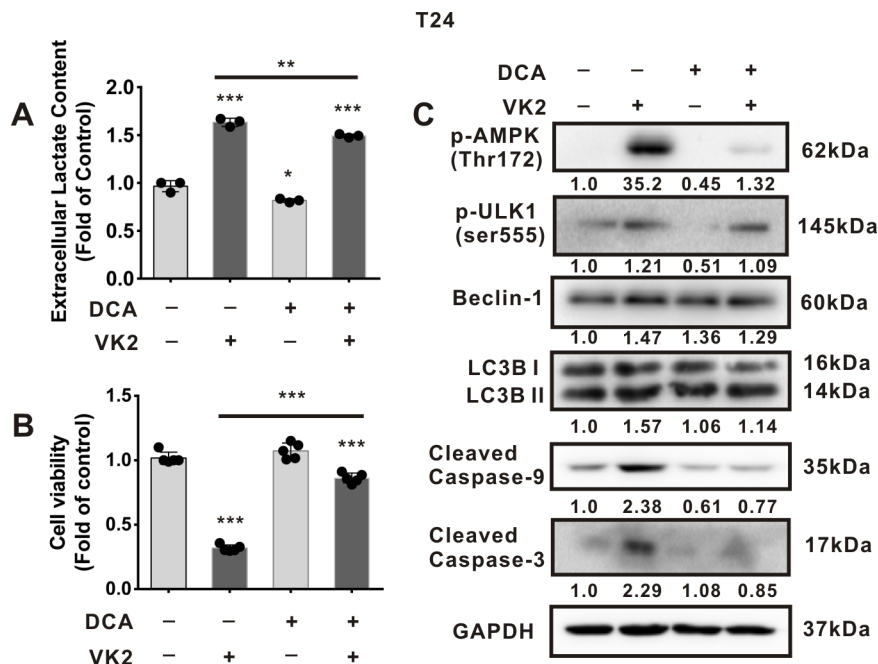 T24
A
Extracellular Lactate Content
(Fold of Control)
2.0
1.5
1.0
0.5
0.0
***
*
***
**
DCA – – + +
VK2 – + – +
B
Cell viability
(Fold of control)
1.5
1.0
0.5
0.0
***
***
***
DCA – – + +
VK2 – + – +
C
DCA – – + +
VK2 – + – +
p-AMPK
(Thr172)
62kDa
1.0 35.2 0.45 1.32
p-ULK1
(ser555)
145kDa
1.0 1.21 0.51 1.09
Beclin-1
60kDa
1.0 1.47 1.36 1.29
LC3B I
16kDa
LC3B II
14kDa
1.0 1.57 1.06 1.14
Cleaved
Caspase-9
35kDa
1.0 2.38 0.61 0.77
Cleaved
Caspase-3
17kDa
1.0 2.29 1.08 0.85
GAPDH
37kDa